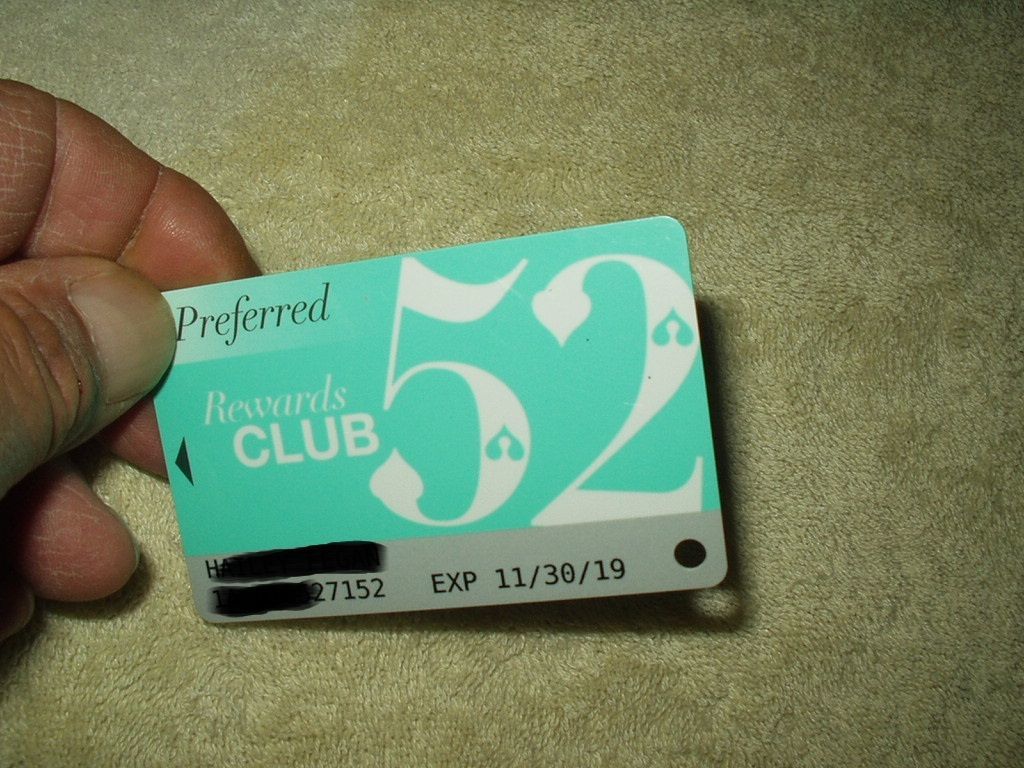 Preferred
Rewards
CLUB
52
27152 EXP 11/30/19